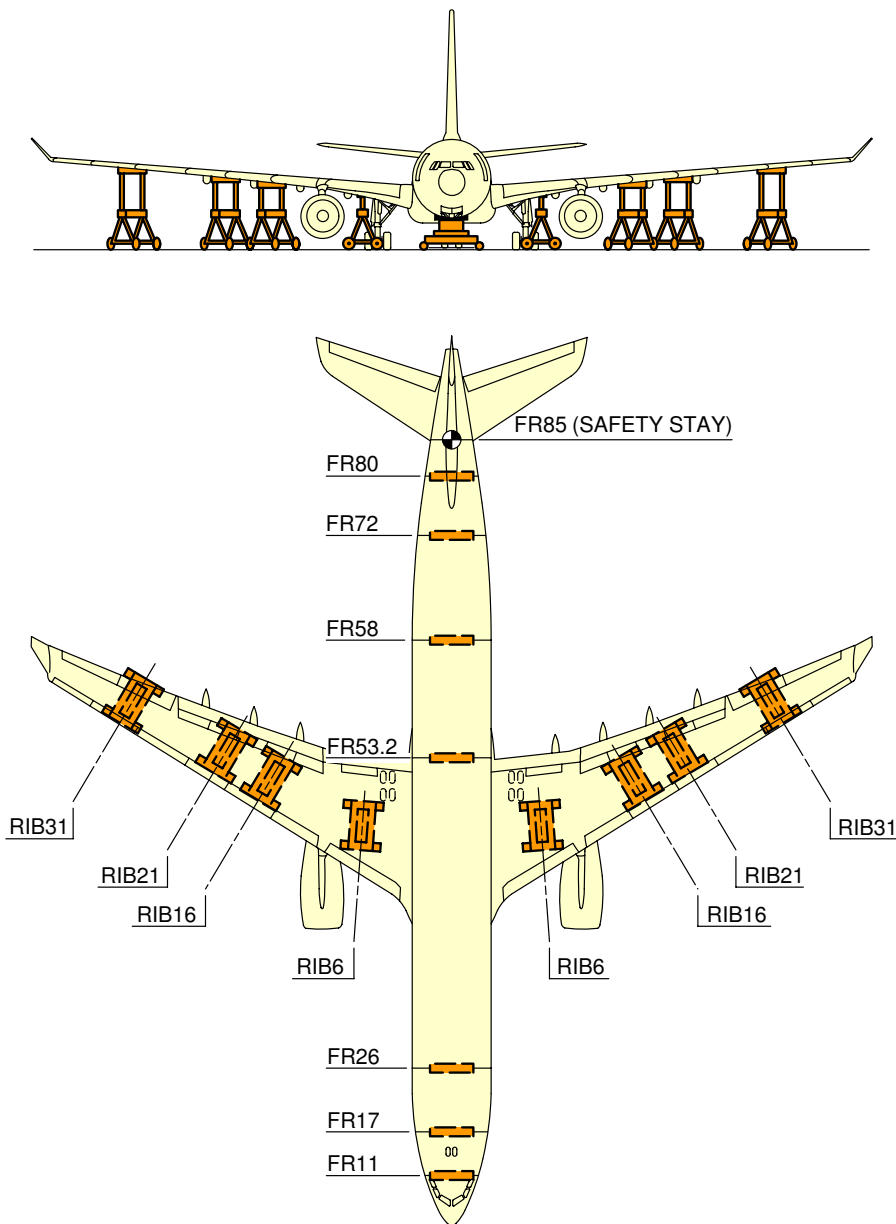 FR85 (SAFETY STAY)
FR80
FR72
FR58
FR53.2
RIB31
RIB31
RIB21
RIB21
RIB16
RIB16
RIB6
RIB6
FR26
FR17
FR11